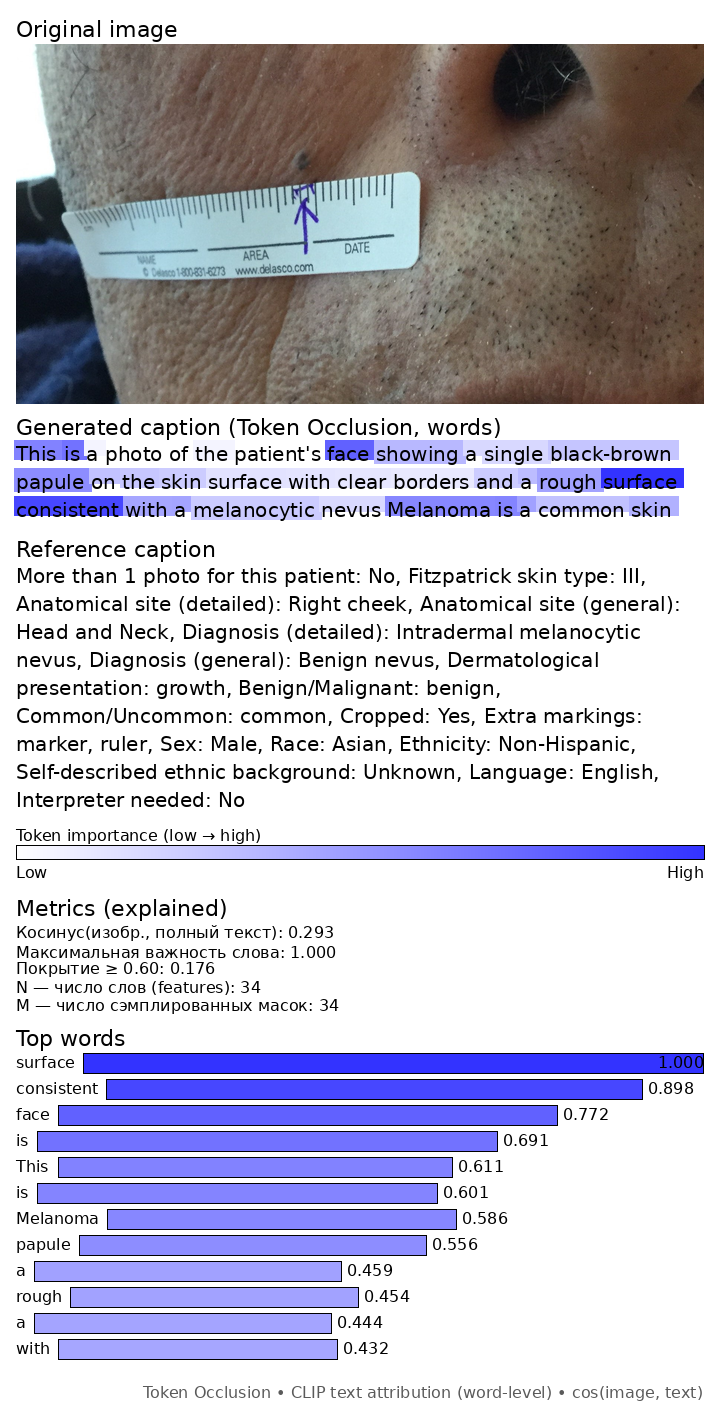 Original image
cm
NAME
AREA
DATE
© Delasco 1-800-831-6273 www.delasco.com
Generated caption (Token Occlusion, words)
This is a photo of the patient's face showing a single black-brown
papule on the skin surface with clear borders and a rough surface
consistent with a melanocytic nevus Melanoma is a common skin
Reference caption
More than 1 photo for this patient: No, Fitzpatrick skin type: III,
Anatomical site (detailed): Right cheek, Anatomical site (general):
Head and Neck, Diagnosis (detailed): Intradermal melanocytic
nevus, Diagnosis (general): Benign nevus, Dermatological
presentation: growth, Benign/Malignant: benign,
Common/Uncommon: common, Cropped: Yes, Extra markings:
marker, ruler, Sex: Male, Race: Asian, Ethnicity: Non-Hispanic,
Self-described ethnic background: Unknown, Language: English,
Interpreter needed: No
Token importance (low → high)
Low High
Metrics (explained)
Косинус(изобр., полный текст): 0.293
Максимальная важность слова: 1.000
Покрытие ≥ 0.60: 0.176
N — число слов (features): 34
M — число сэмплированных масок: 34
Top words
surface 1.000
consistent 0.898
face 0.772
is 0.691
This 0.611
is 0.601
Melanoma 0.586
papule 0.556
a 0.459
rough 0.454
a 0.444
with 0.432
Token Occlusion • CLIP text attribution (word-level) • cos(image, text)